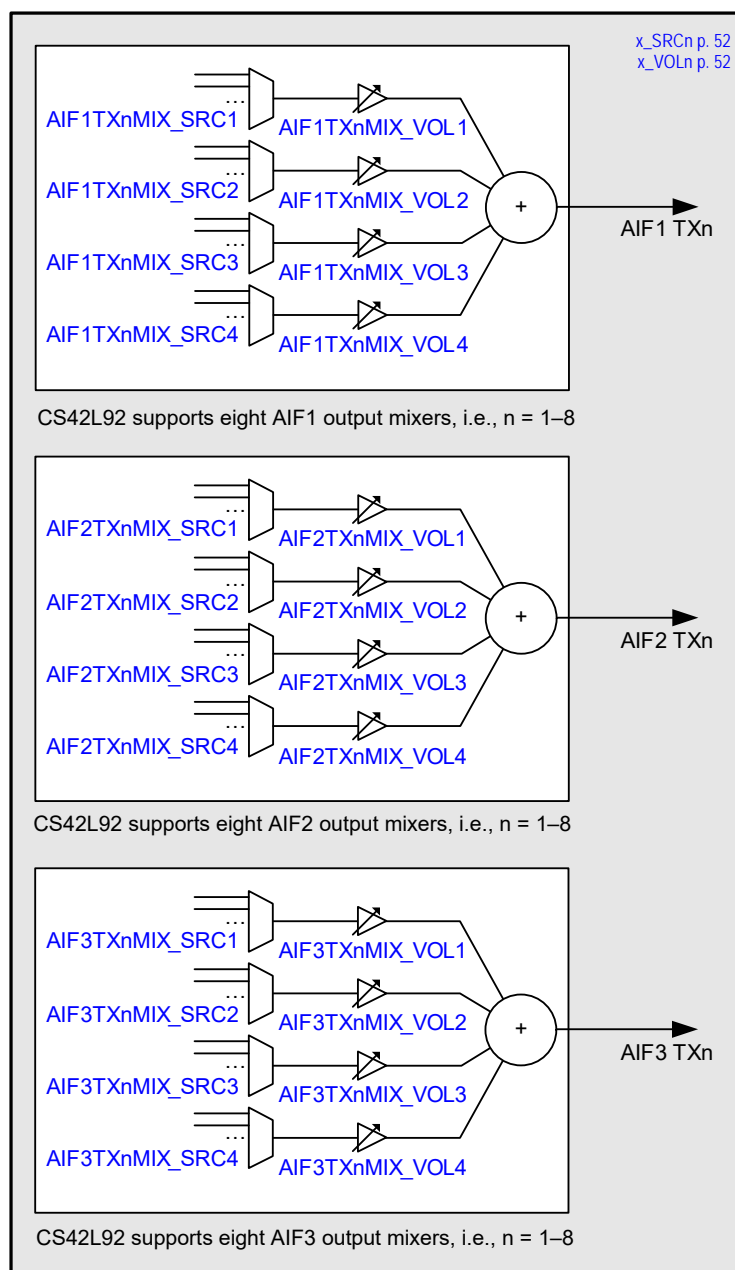 x_SRCn p. 52
x_VOLn p. 52
...
AIF1TXnMIX_SRC1
AIF1TXnMIX_VOL1
...
AIF1TXnMIX_SRC2
AIF1TXnMIX_VOL2
+
AIF1 TXn
...
AIF1TXnMIX_SRC3
AIF1TXnMIX_VOL3
...
AIF1TXnMIX_SRC4
AIF1TXnMIX_VOL4
CS42L92 supports eight AIF1 output mixers, i.e., n = 1–8
...
AIF2TXnMIX_SRC1
AIF2TXnMIX_VOL1
...
AIF2TXnMIX_SRC2
AIF2TXnMIX_VOL2
+
AIF2 TXn
...
AIF2TXnMIX_SRC3
AIF2TXnMIX_VOL3
...
AIF2TXnMIX_SRC4
AIF2TXnMIX_VOL4
CS42L92 supports eight AIF2 output mixers, i.e., n = 1–8
...
AIF3TXnMIX_SRC1
AIF3TXnMIX_VOL1
...
AIF3TXnMIX_SRC2
AIF3TXnMIX_VOL2
+
AIF3 TXn
...
AIF3TXnMIX_SRC3
AIF3TXnMIX_VOL3
...
AIF3TXnMIX_SRC4
AIF3TXnMIX_VOL4
CS42L92 supports eight AIF3 output mixers, i.e., n = 1–8